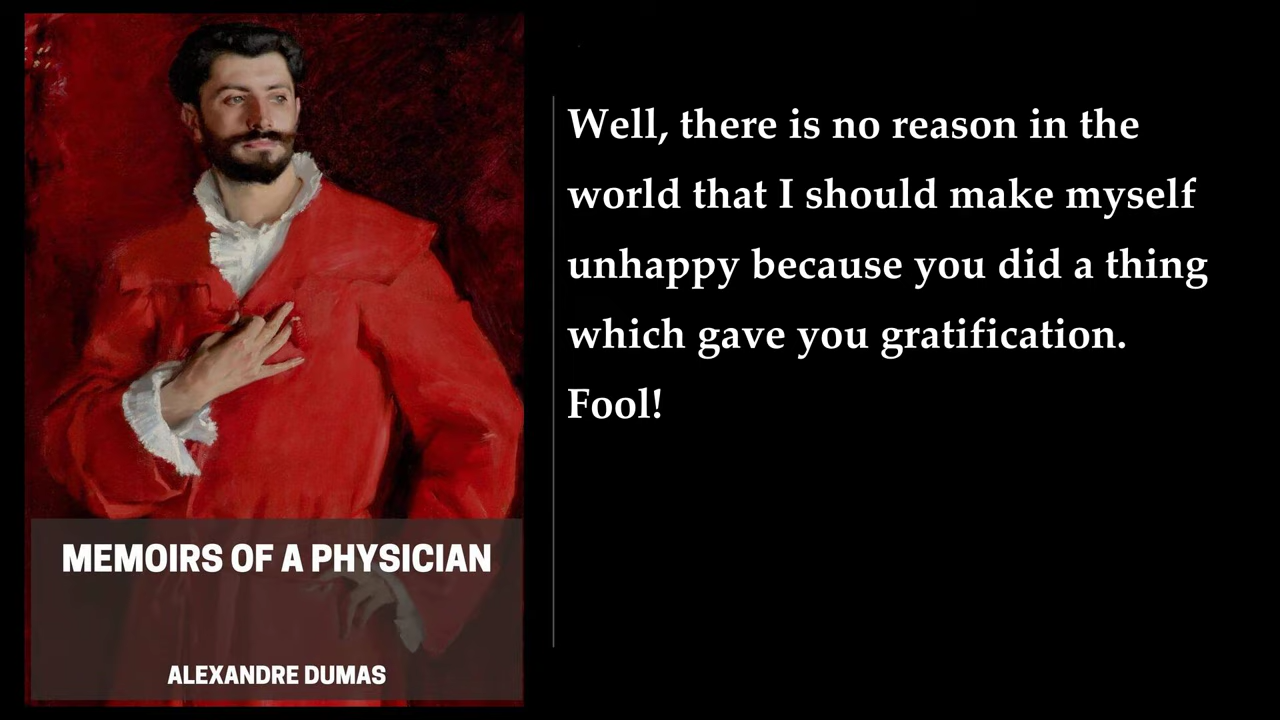 MEMOIRS OF A PHYSICIAN
ALEXANDRE DUMAS
Well, there is no reason in the
world that I should make myself
unhappy because you did a thing
which gave you gratification.
Fool!